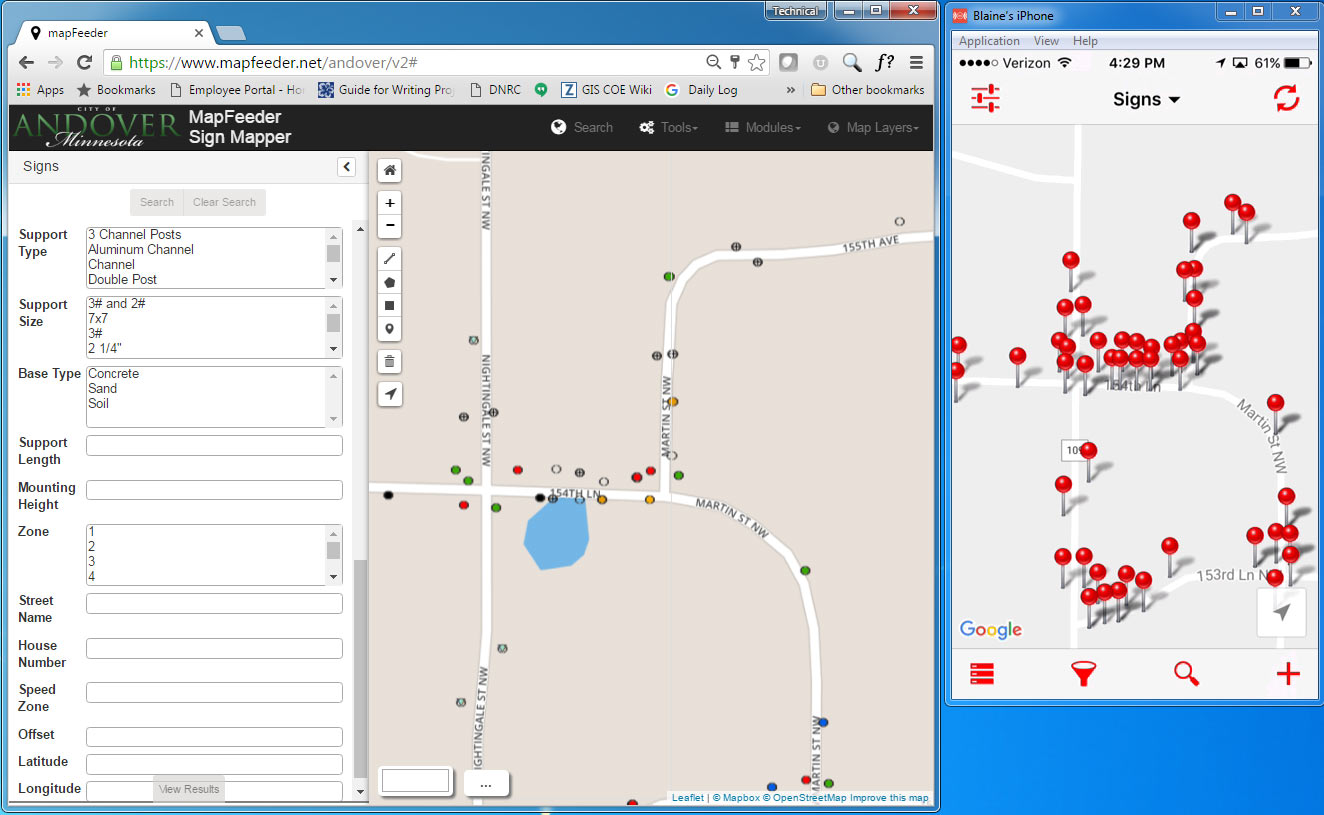 Technical
mapFeeder
https://www.mapfeeder.net/andover/v2#
f?
Apps
Bookmarks
Employee Portal - Ho
Guide for Writing Proj
DNRC
GIS COE Wiki
Daily Log
»
Other bookmarks
CITY OF
ANDOVER
Minnesota
MapFeeder
Sign Mapper
Search
Tools
Modules
Map Layers
Signs
Search
Clear Search
Support
Type
3 Channel Posts
Aluminum Channel
Channel
Double Post
Support
Size
3# and 2#
7x7
3#
2 1/4"
Base Type
Concrete
Sand
Soil
Support
Length
Mounting
Height
Zone
1
2
3
4
Street
Name
House
Number
Speed
Zone
Offset
Latitude
Longitude
View Results
+
−
INGALE ST NW
155TH AVE
NIGHTINGALE ST NW
MARTIN ST NW
154TH LN
MARTIN ST NW
NIGHTINGALE ST NW
MARTIN ST NW
...
Leaflet | © Mapbox © OpenStreetMap Improve this map
Blaine's iPhone
Application View Help
Verizon
4:29 PM
61%
Signs
154th Ln
Martin St NW
109
153rd Ln N
Google